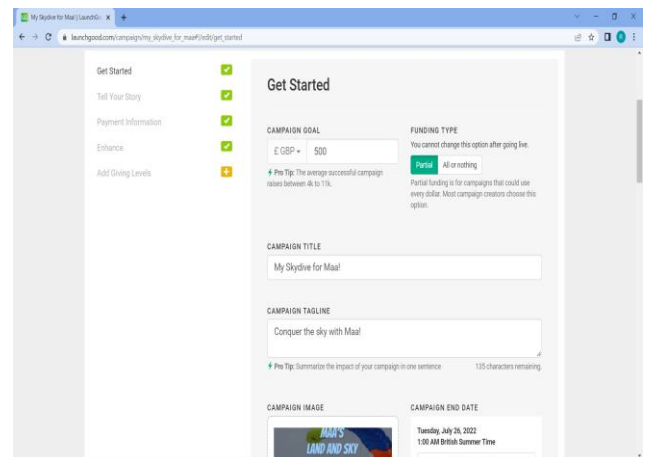 My Skydive for Maa! | LaunchGo
launchgood.com/campaign/my_skydive_for_maa#!/edit/get_started
Get Started
Tell Your Story
Payment Information
Enhance
Add Giving Levels
Get Started
CAMPAIGN GOAL
£ GBP
500
Pro Tip: The average successful campaign
raises between 4k to 11k.
FUNDING TYPE
You cannot change this option after going live.
Partial
All or nothing
Partial funding is for campaigns that could use
every dollar. Most campaign creators choose this
option.
CAMPAIGN TITLE
My Skydive for Maa!
CAMPAIGN TAGLINE
Conquer the sky with Maa!
Pro Tip: Summarize the impact of your campaign in one sentence
135 characters remaining.
CAMPAIGN IMAGE
MAA'S
LAND AND SKY
CAMPAIGN END DATE
Tuesday, July 26, 2022
1:00 AM British Summer Time